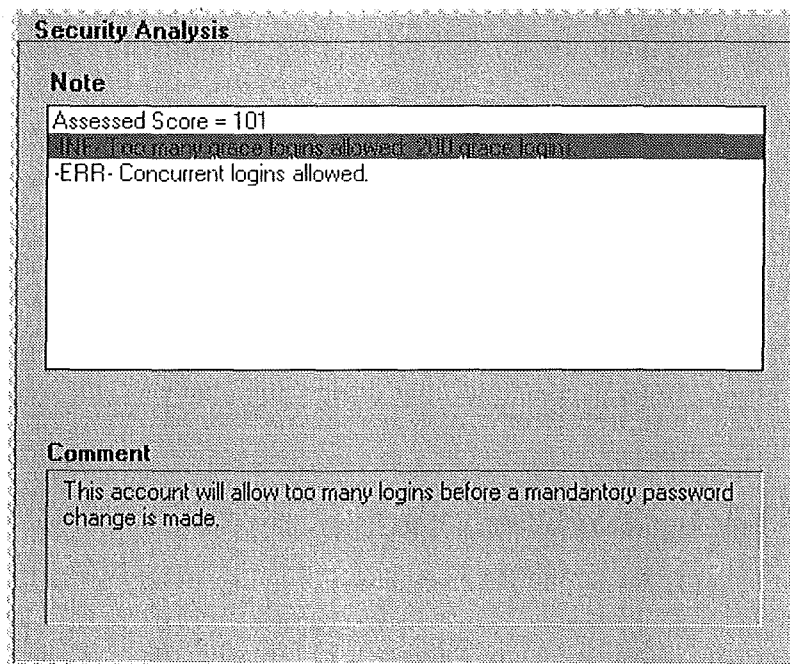 Security Analysis
Note
Assessed Score = 101
-INF- Too many grace logins allowed. 200 grace logins
-ERR- Concurrent logins allowed.
Comment
This account will allow too many logins before a mandantory password
change is made.